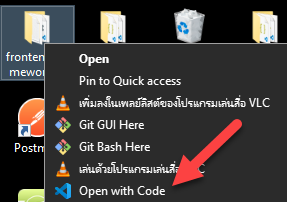 fronten
mewor
Open
Pin to Quick access
เพิ่มลงในเพลย์ลิสต์ของโปรแกรมเล่นสื่อ VLC
Postm
Git GUI Here
Git Bash Here
เล่นด้วยโปรแกรมเล่นสื่อ VLC
Open with Code